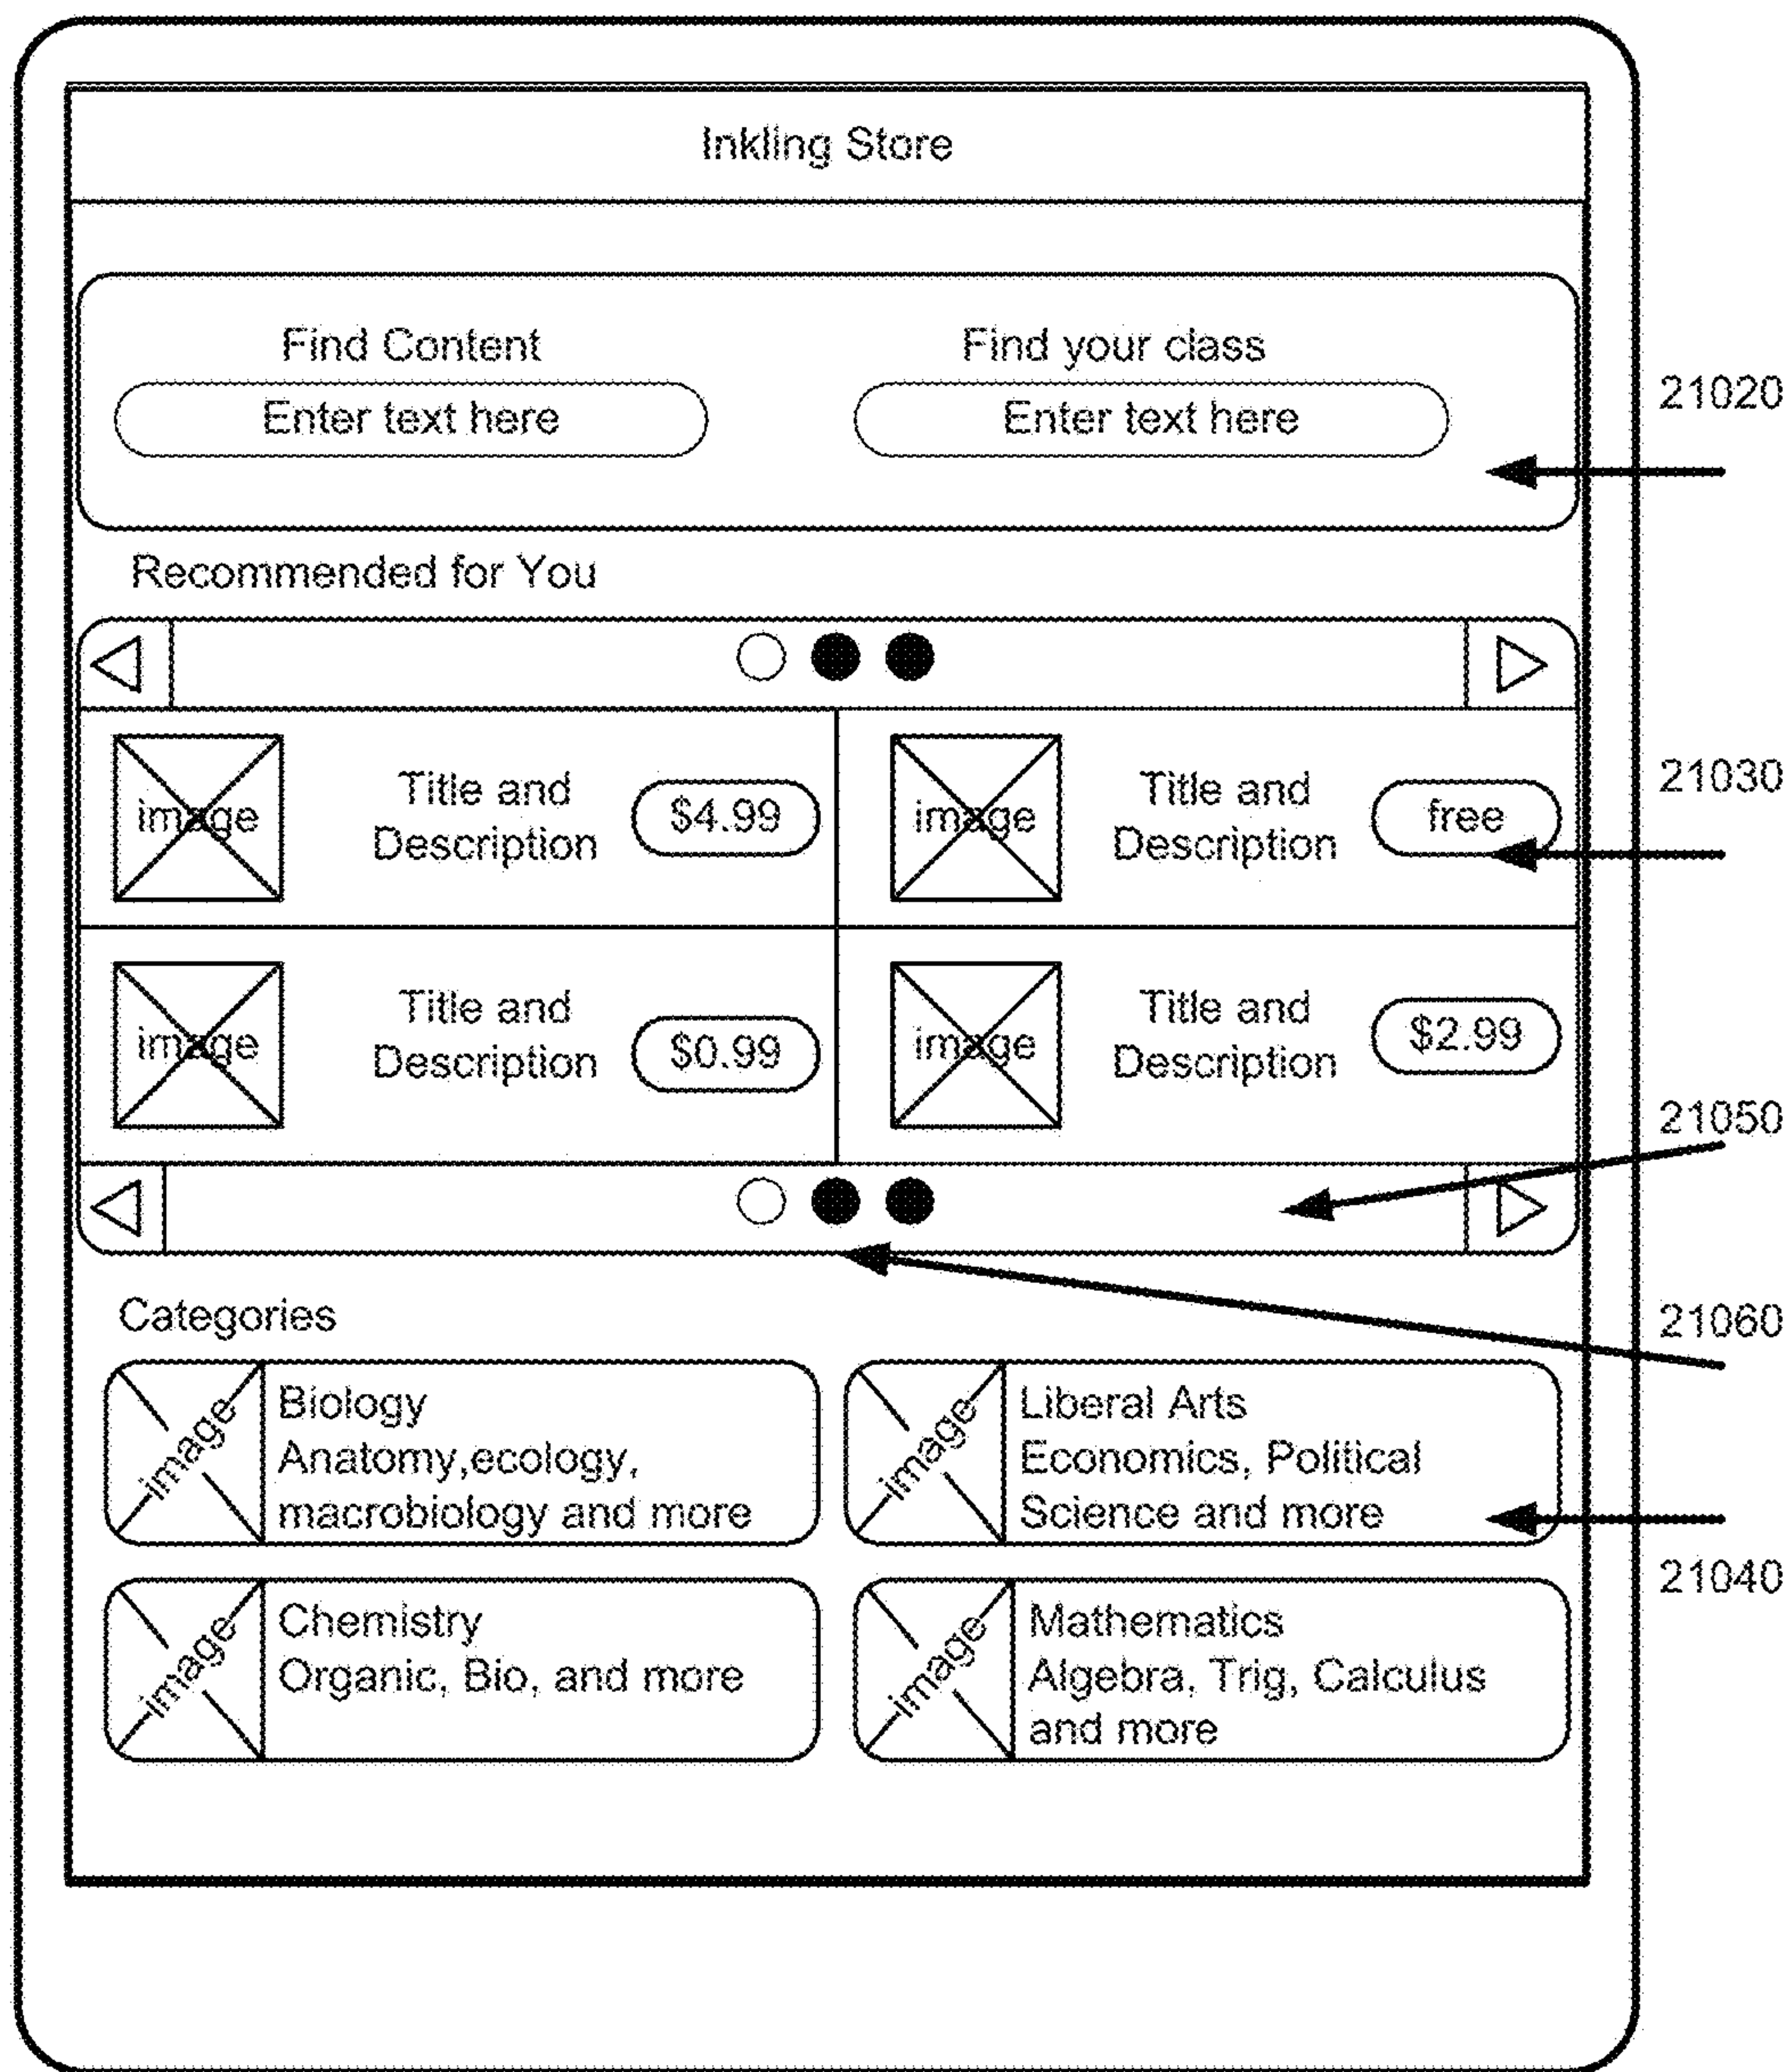 Inkling Store
Find Content
Find your class
21020
Enter text here
Enter text here
Recommended for You
image
Title and
Description
$4.99
image
Title and
Description
free
21030
image
Title and
Description
$0.99
image
Title and
Description
$2.99
21050
Categories
21060
image
Biology
Anatomy,ecology,
macrobiology and more
image
Liberal Arts
Economics, Political
Science and more
21040
image
Chemistry
Organic, Bio, and more
image
Mathematics
Algebra, Trig, Calculus
and more